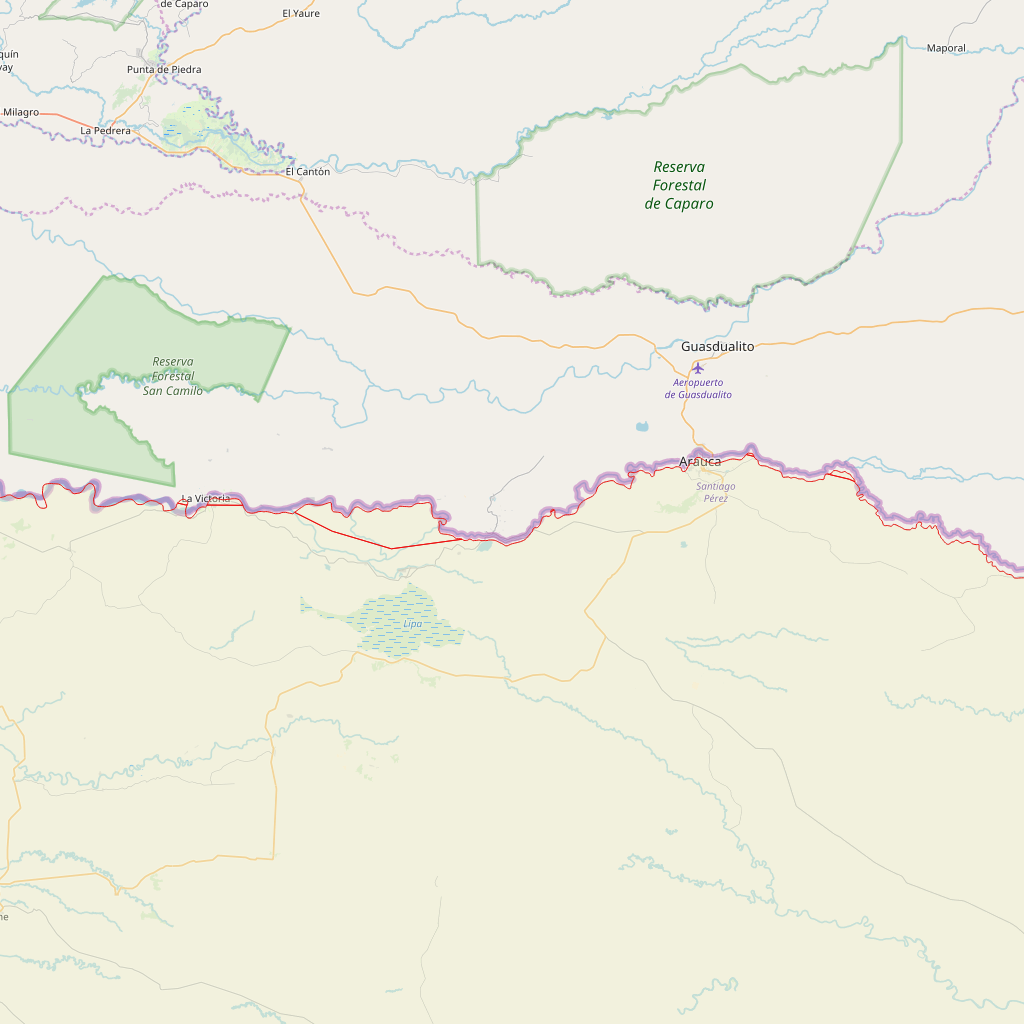 de Caparo
El Yaure
quín
vay
Punta de Piedra
Maporal
Milagro
La Pedrera
El Cantón
Reserva
Forestal
de Caparo
Guasdualito
Reserva
Forestal
San Camilo
Aeropuerto
de Guasdualito
Arauca
Santiago
Pérez
La Victoria
Lipa
ne